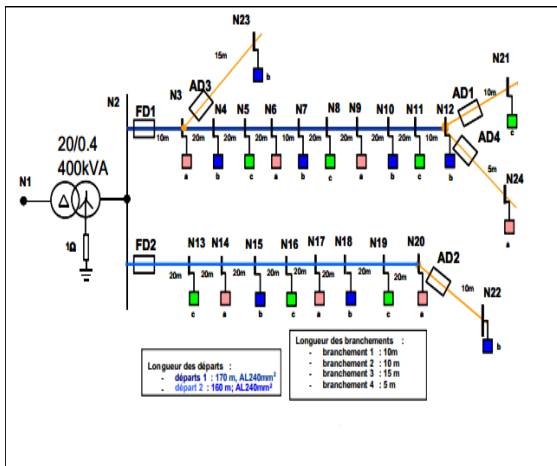 N23
15m
AD3
b
N21
AD1
10m
c
N2
FD1
N3 N4 N5 N6 N7 N8 N9 N10 N11 N12
10m 20m 20m 10m 20m 20m 20m 20m 20m 10m
a b c a b c a b c b
AD4
5m
N24
a
20/0.4
400kVA
N1
1Ω
FD2
N13 N14 N15 N16 N17 N18 N19 N20
20m 20m 20m 20m 20m 20m 20m 20m
c a b c a b c a
AD2
10m
N22
b
Longueur des départs :
- départs 1 : 170 m, AL240mm²
- départ 2 : 160 m; AL240mm²
Longueur des branchements :
- branchement 1 : 10m
- branchement 2 : 10 m
- branchement 3 : 15 m
- branchement 4 : 5 m